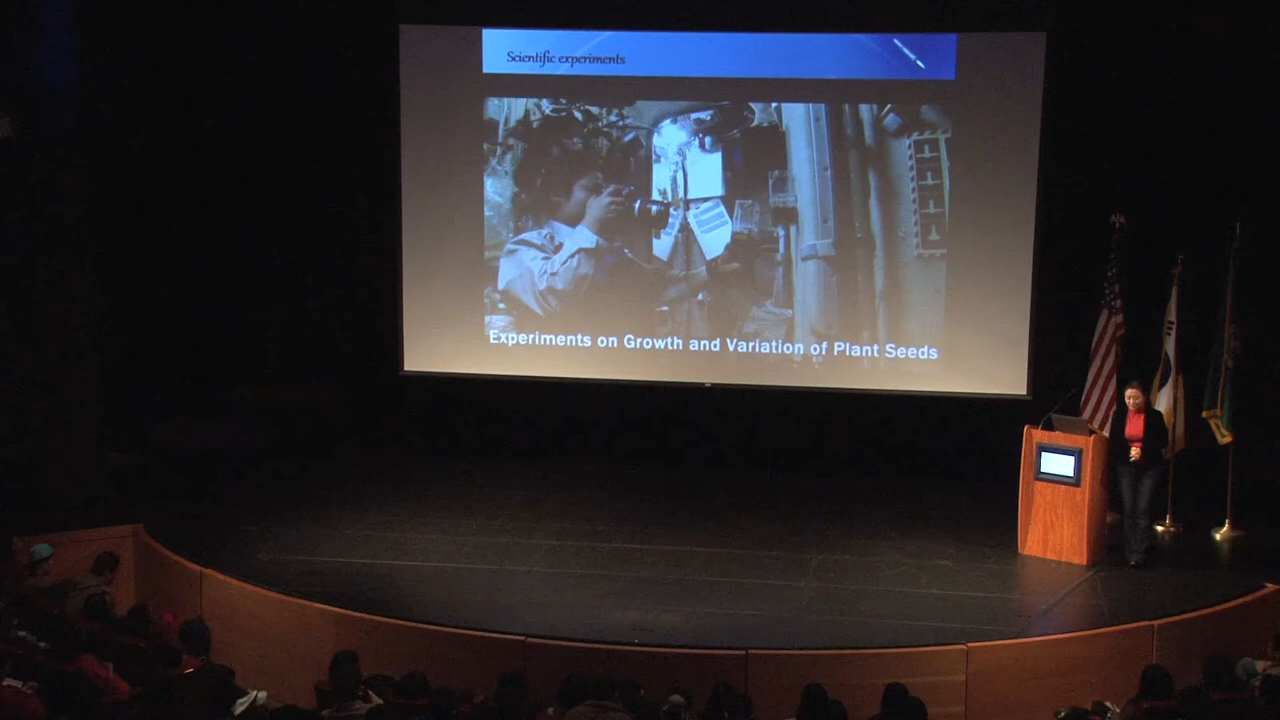 Scientific experiments
Experiments on Growth and Variation of Plant Seeds